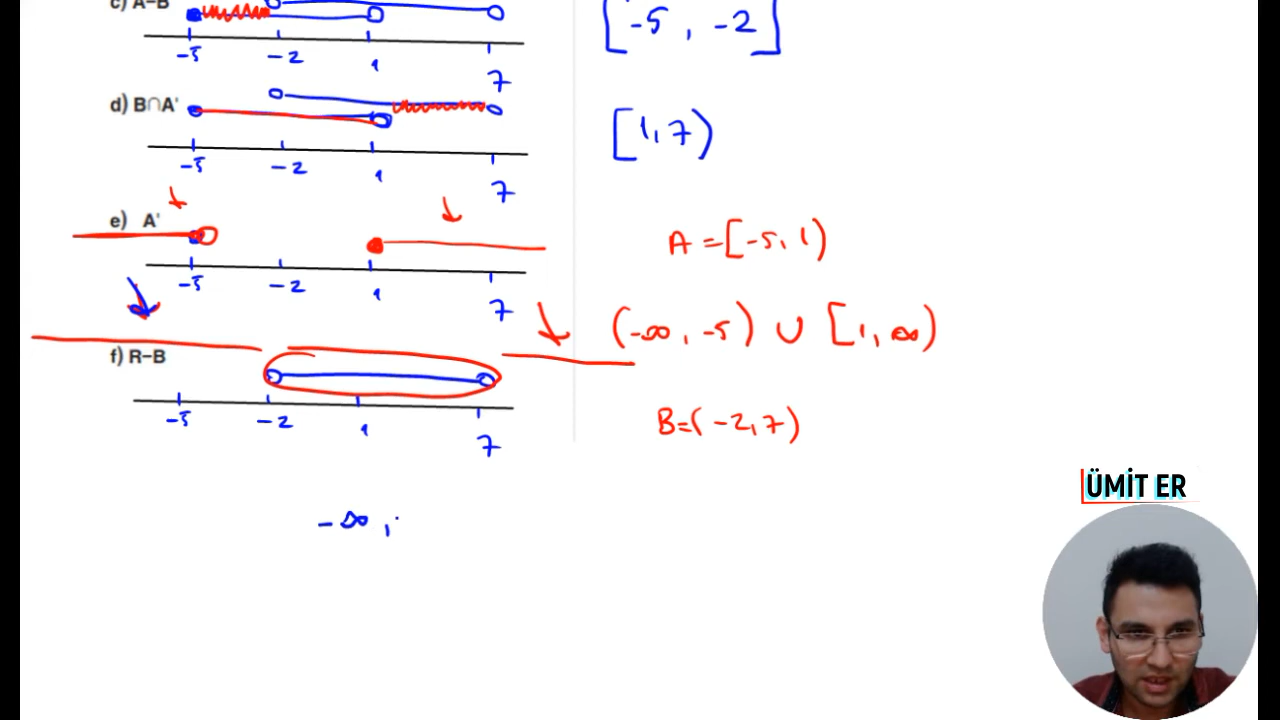 c) A–B
-5 -2 1 7
[-5, -2]
d) B∩A'
-5 -2 1 7
[1,7)
e) A'
-5 -2 1 7
A = [-5, 1)
(-∞, -5) ∪ [1, ∞)
f) R–B
-5 -2 1 7
B=(-2,7)
-∞,
ÜMİT ER